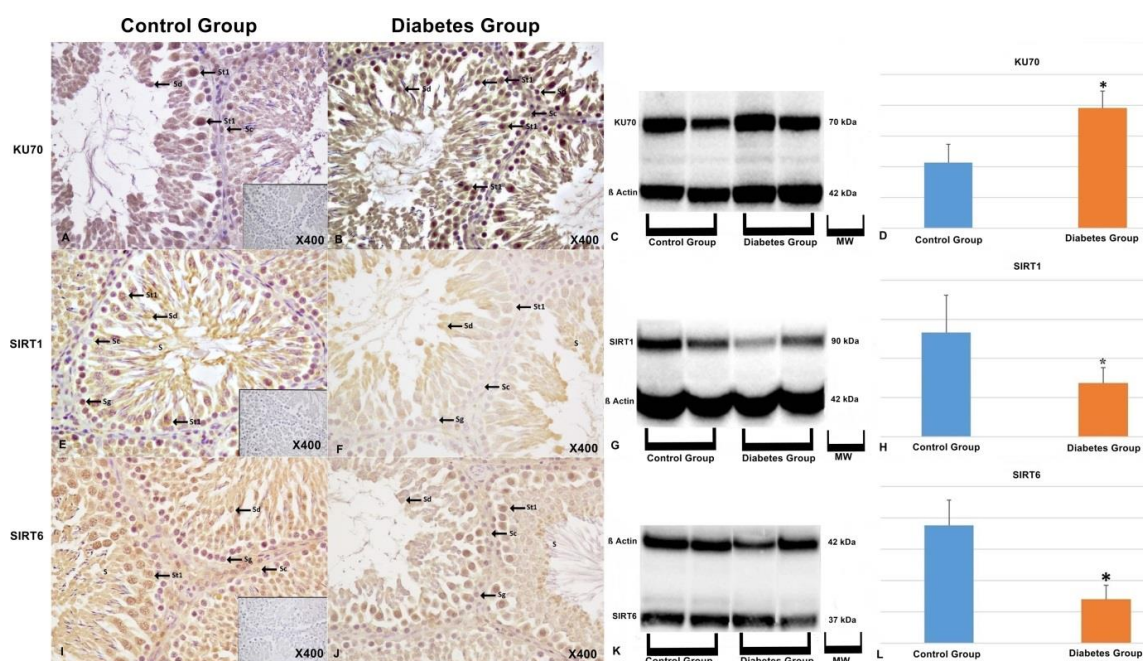 Control Group Diabetes Group
KU70
St1
Sd
St1
Sc
A
X400
Sd
St1
Sg
Sc
St1
St1
B
X400
KU70
70 kDa
ß Actin
42 kDa
C
Control Group
Diabetes Group
MW
KU70
*
D
Control Group
Diabetes Group
SIRT1
St1
Sd
Sc
S
Sg
St1
E
X400
St1
Sd
S
Sc
Sg
F
X400
SIRT1
90 kDa
ß Actin
42 kDa
G
Control Group
Diabetes Group
MW
SIRT1
*
H
Control Group
Diabetes Group
SIRT6
Sd
Sg
S
St1
Sc
I
X400
Sd
St1
Sc
S
Sg
J
X400
ß Actin
42 kDa
SIRT6
37 kDa
K
Control Group
Diabetes Group
MW
SIRT6
*
L
Control Group
Diabetes Group